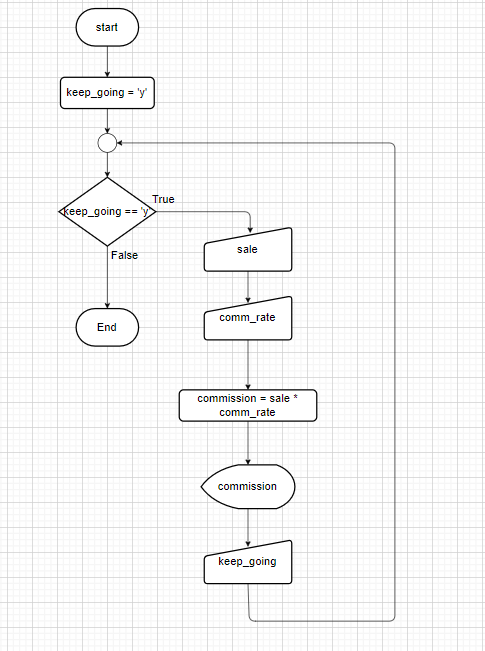 start
keep_going = 'y'
keep_going == 'y'
True
False
End
sale
comm_rate
commission = sale *
comm_rate
commission
keep_going